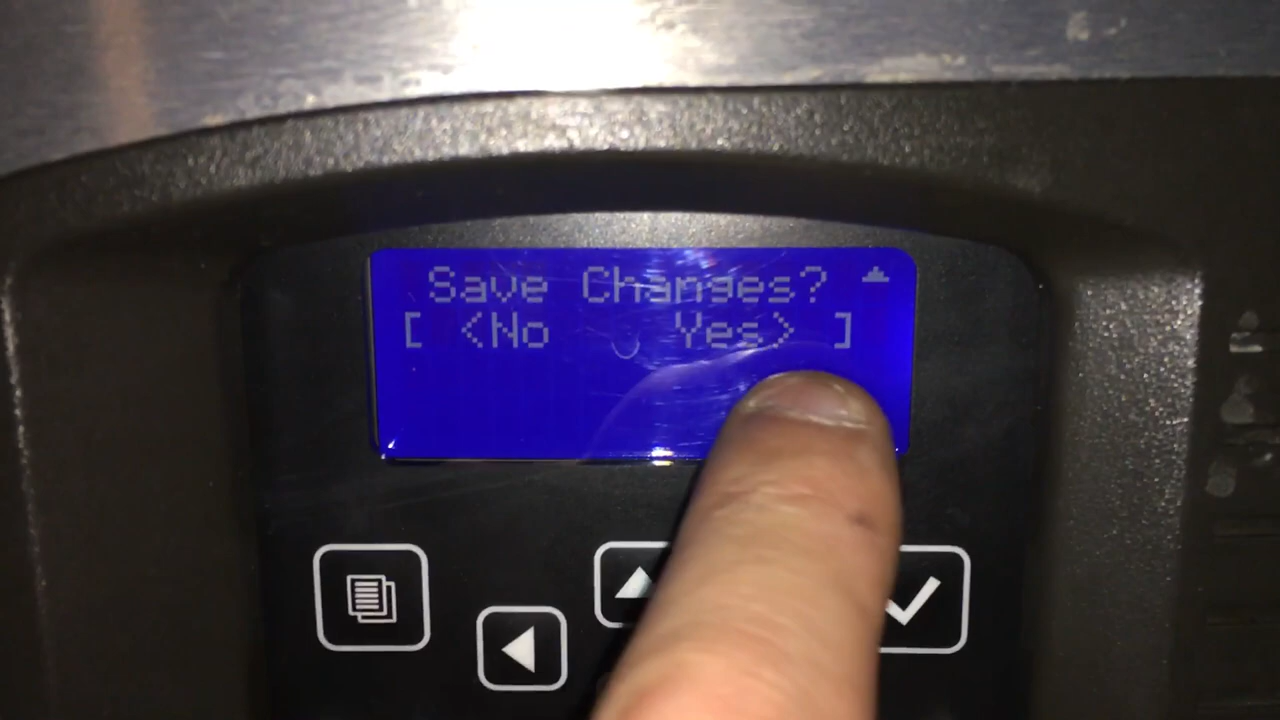 Save Changes?
[ <No Yes> ]